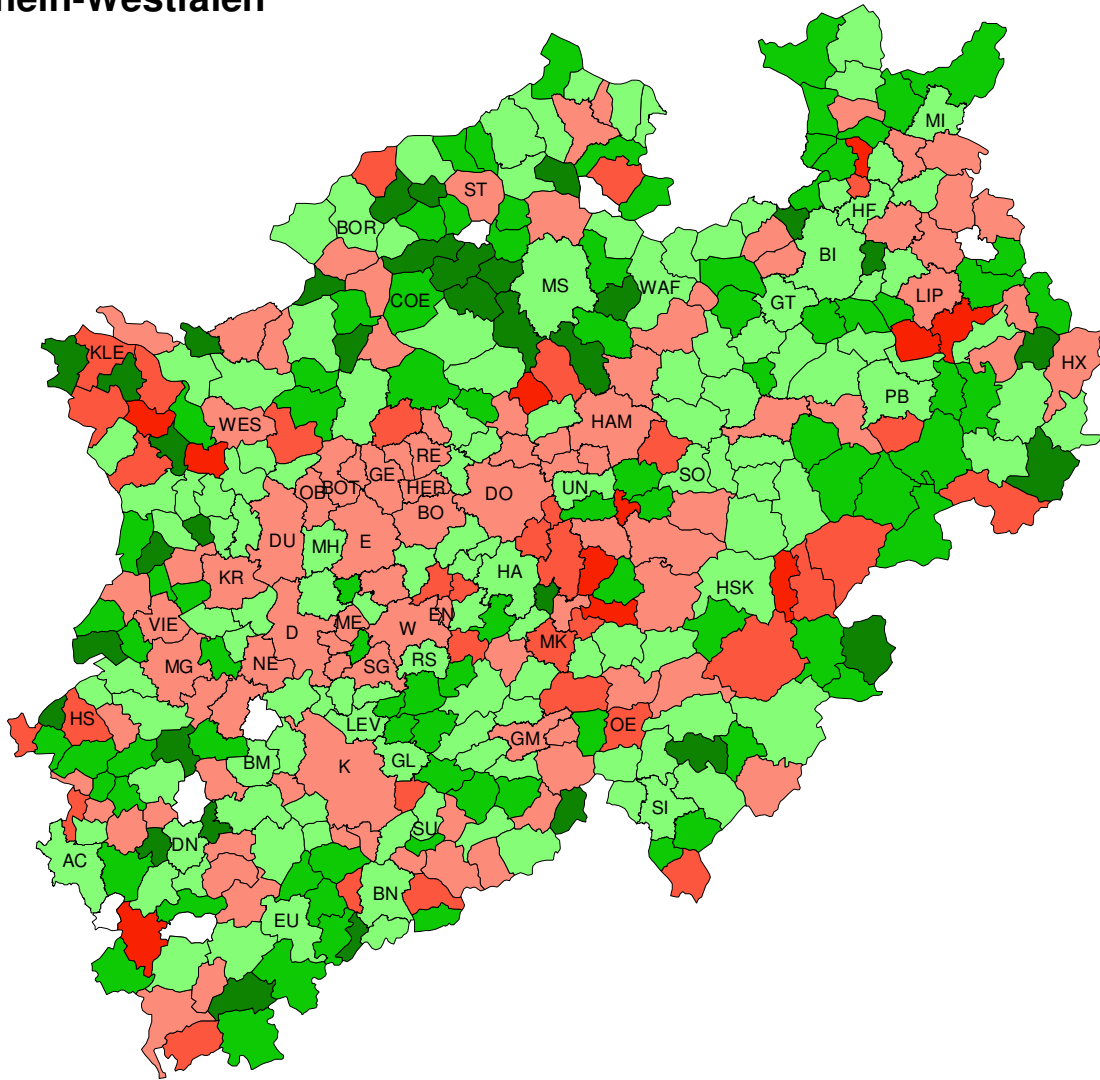 hein-Westfalen
MI
ST
HF
BOR
BI
MS
WAF
LIP
COE
GT
KLE
HX
PB
WES
HAM
RE
GE
SO
BOT
HER
UN
OB
DO
BO
DU
MH
E
HA
KR
HSK
EN
ME
VIE
D
W
MK
RS
MG
NE
SG
HS
LEV
OE
GM
BM
K
GL
SI
SU
DN
AC
BN
EU